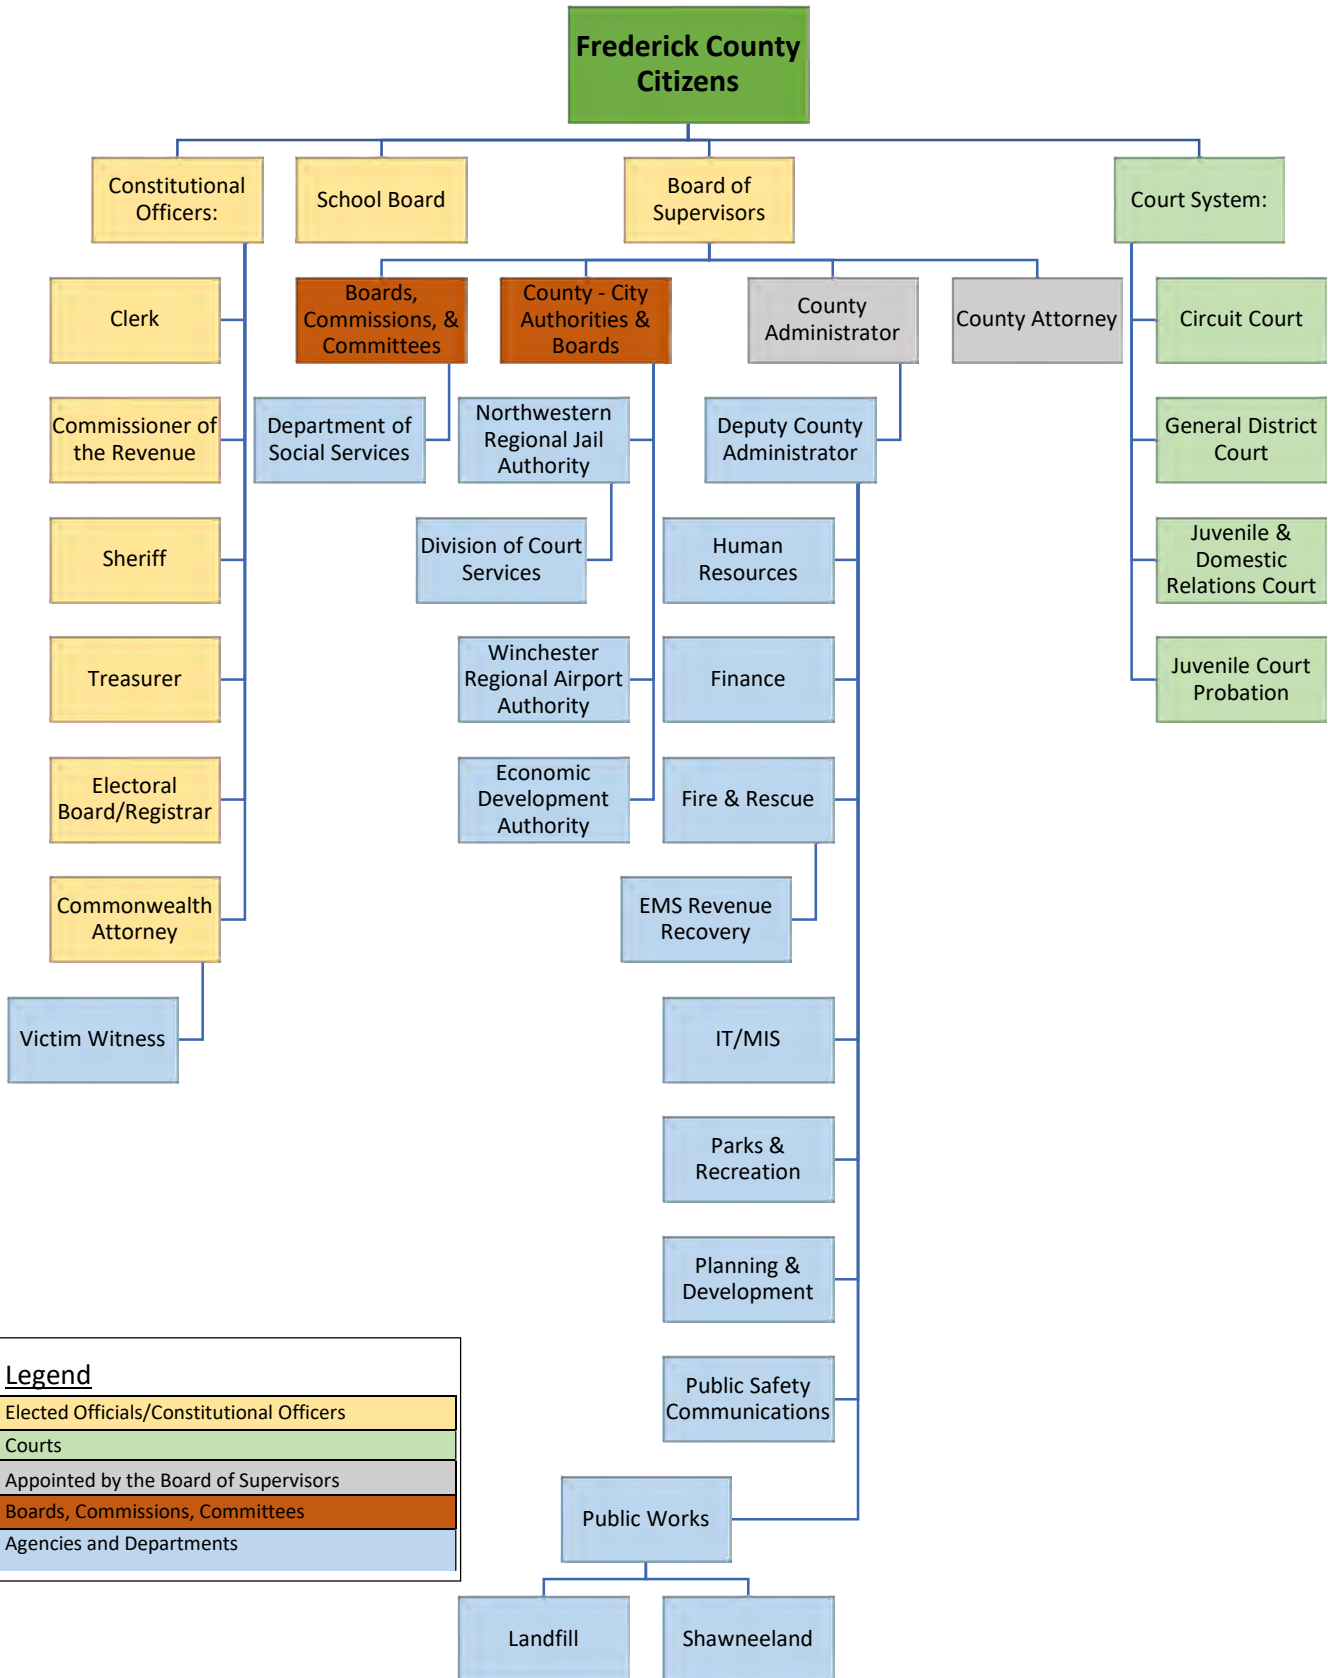 Frederick County
Citizens
Constitutional
Officers:
School Board
Board of
Supervisors
Court System:
Clerk
Boards,
Commissions, &
Committees
County - City
Authorities &
Boards
County
Administrator
County Attorney
Circuit Court
Commissioner of
the Revenue
Department of
Social Services
Northwestern
Regional Jail
Authority
Deputy County
Administrator
General District
Court
Sheriff
Division of Court
Services
Human
Resources
Juvenile &
Domestic
Relations Court
Treasurer
Winchester
Regional Airport
Authority
Finance
Juvenile Court
Probation
Electoral
Board/Registrar
Economic
Development
Authority
Fire & Rescue
Commonwealth
Attorney
EMS Revenue
Recovery
Victim Witness
IT/MIS
Parks &
Recreation
Planning &
Development
Public Safety
Communications
Legend
Elected Officials/Constitutional Officers
Courts
Appointed by the Board of Supervisors
Boards, Commissions, Committees
Agencies and Departments
Public Works
Landfill
Shawneeland